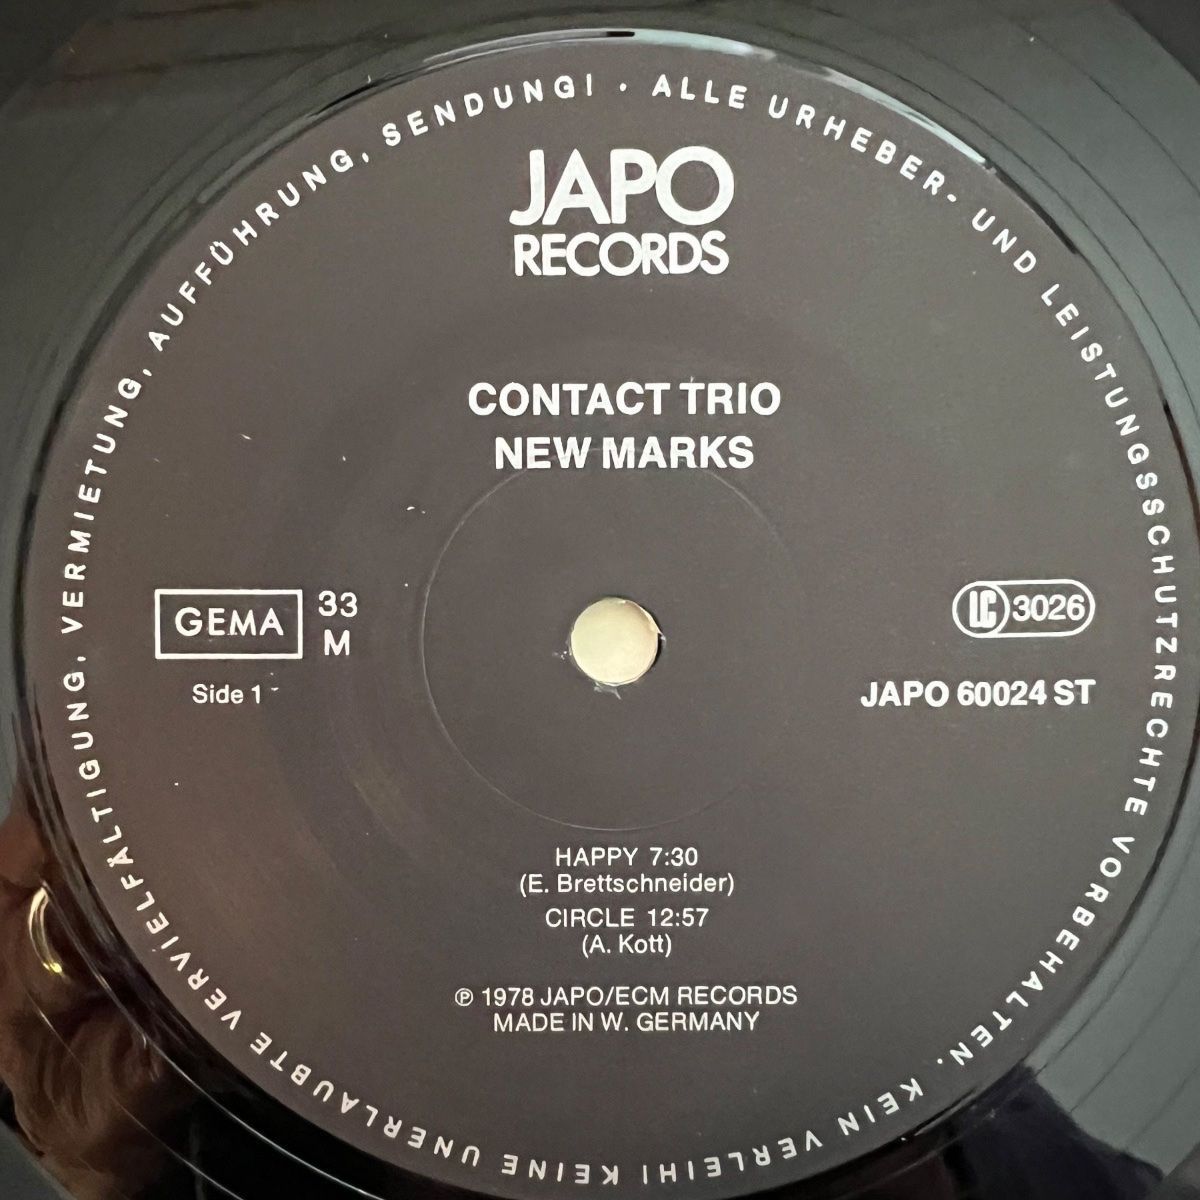 SENDUNG! · ALLE URHEBER- UND LEISTUNGSSCHUTZRECHTE VORBEHALTEN. KEIN VERLEIH! KEINE UNERLAUBTE VERVIELFÄLTIGUNG, VERMIETUNG, AUFFÜHRUNG,
JAPO
RECORDS
CONTACT TRIO
NEW MARKS
GEMA
33
M
Side 1
LC 3026
JAPO 60024 ST
HAPPY 7:30
(E. Brettschneider)
CIRCLE 12:57
(A. Kott)
℗ 1978 JAPO/ECM RECORDS
MADE IN W. GERMANY